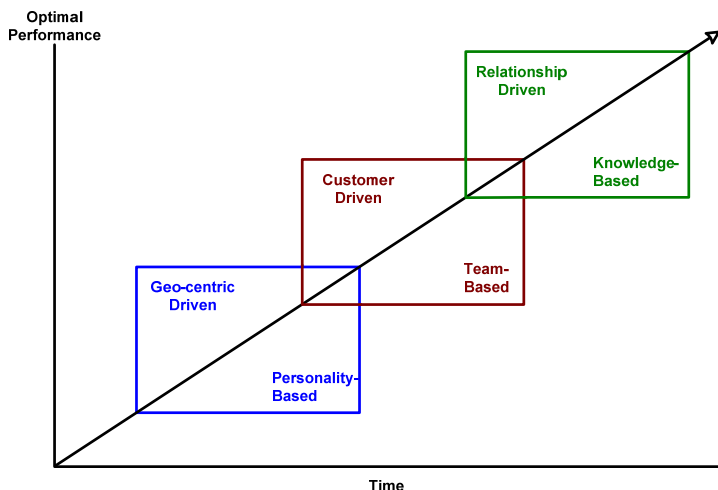 Optimal
Performance
Relationship
Driven
Knowledge-
Based
Customer
Driven
Team-
Based
Geo-centric
Driven
Personality-
Based
Time